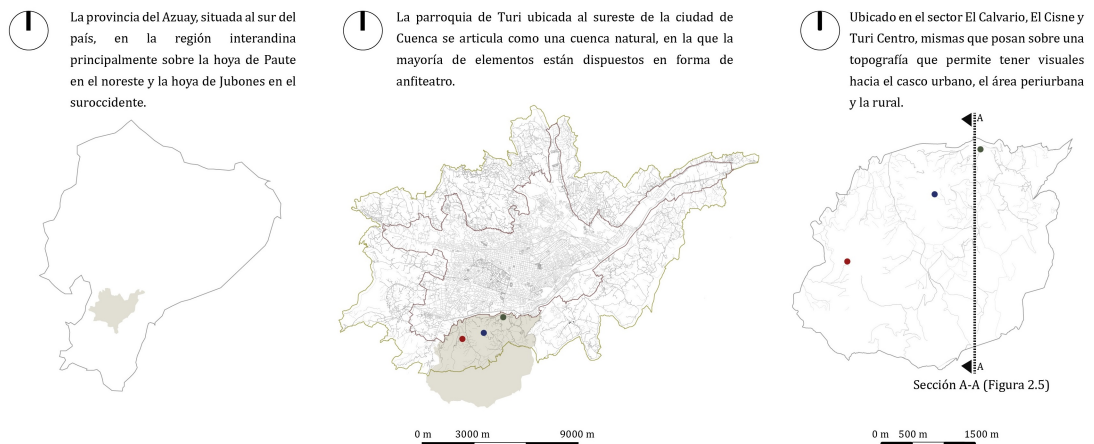 La provincia del Azuay, situada al sur del
país, en la región interandina
principalmente sobre la hoya de Paute
en el noreste y la hoya de Jubones en el
suroccidente.
La parroquia de Turi ubicada al sureste de la ciudad de
Cuenca se articula como una cuenca natural, en la que la
mayoría de elementos están dispuestos en forma de
anfiteatro.
Ubicado en el sector El Calvario, El Cisne y
Turi Centro, mismas que posan sobre una
topografía que permite tener visuales
hacia el casco urbano, el área periurbana
y la rural.
A
A
Sección A-A (Figura 2.5)
0 m 3000 m 9000 m
0 m 500 m 1500 m